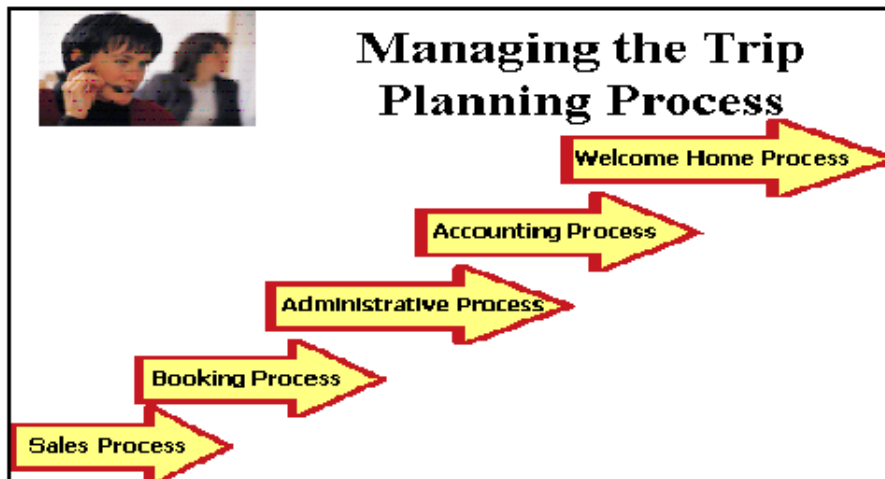 Managing the Trip
Planning Process
Welcome Home Process
Accounting Process
Administrative Process
Booking Process
Sales Process